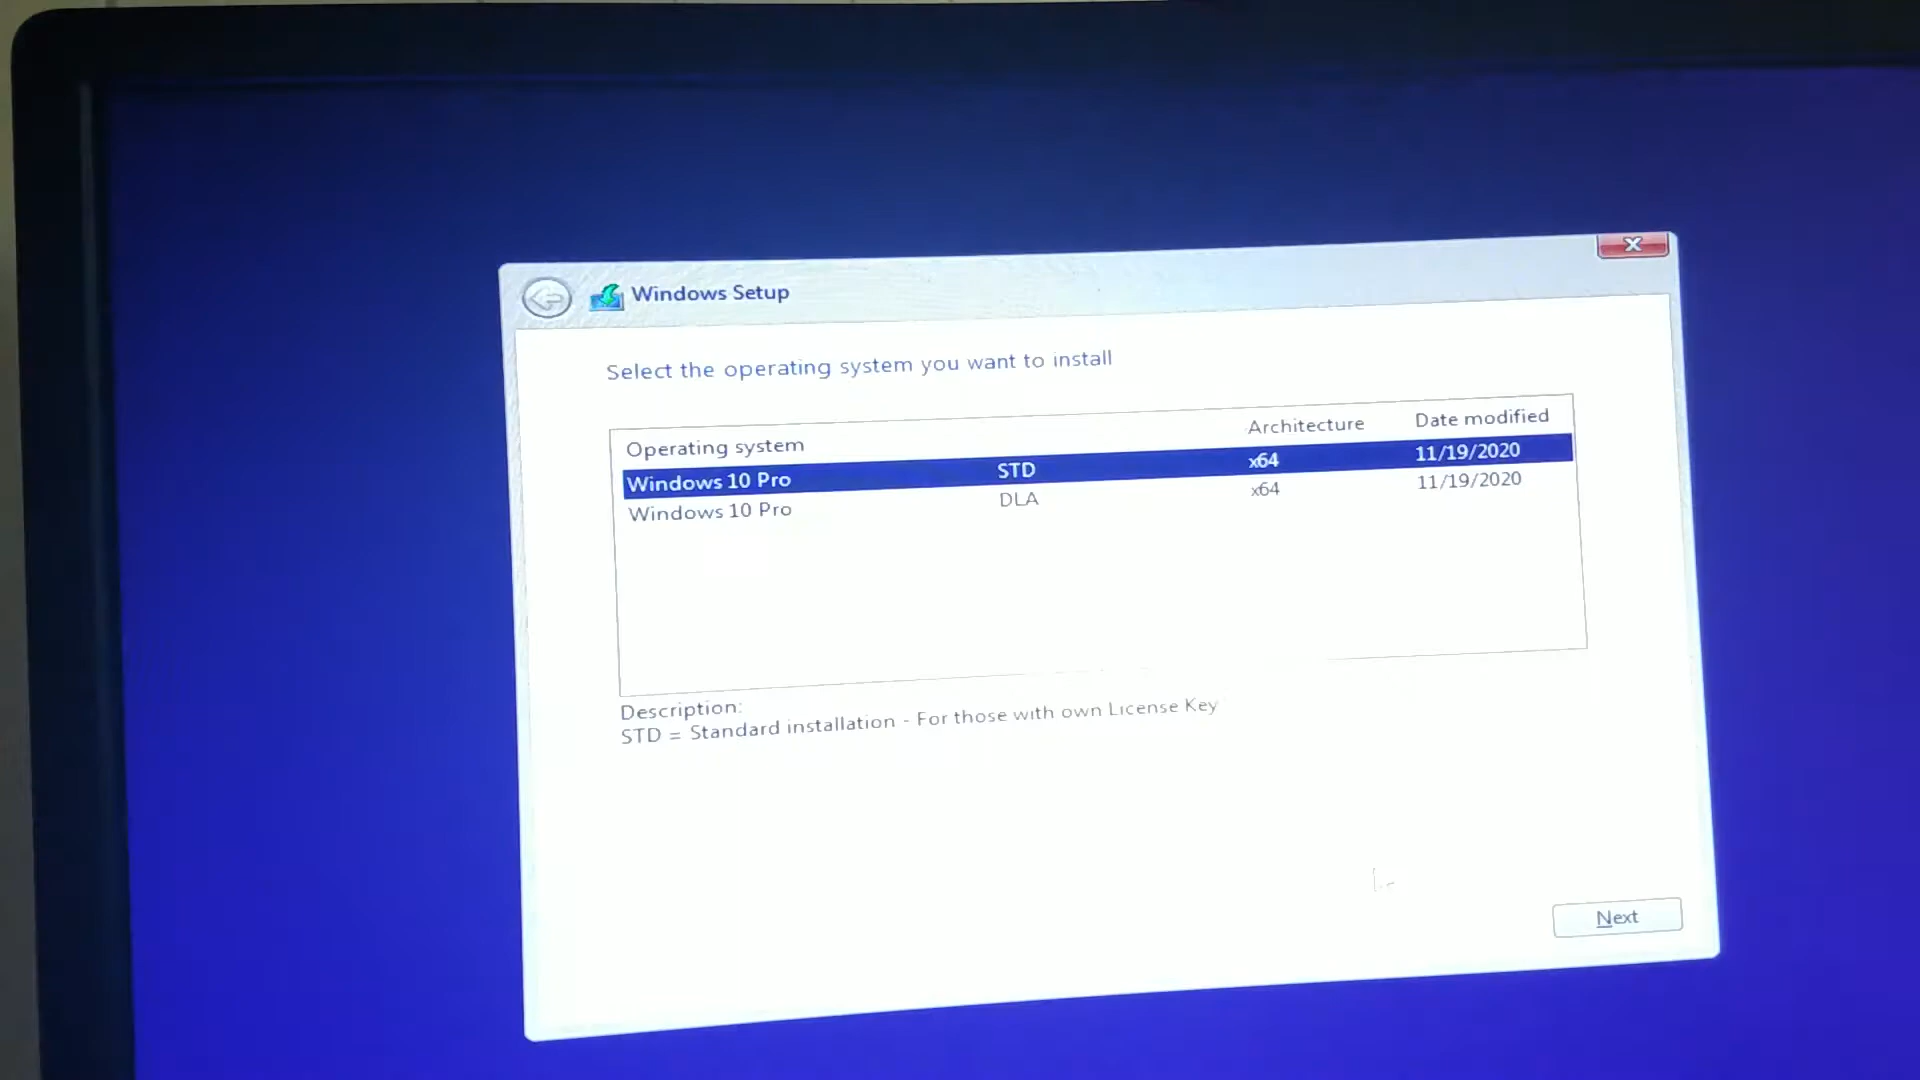 Windows Setup
Select the operating system you want to install
Operating system Architecture Date modified
Windows 10 Pro STD x64 11/19/2020
Windows 10 Pro DLA x64 11/19/2020
Description:
STD = Standard installation - For those with own License Key
Next